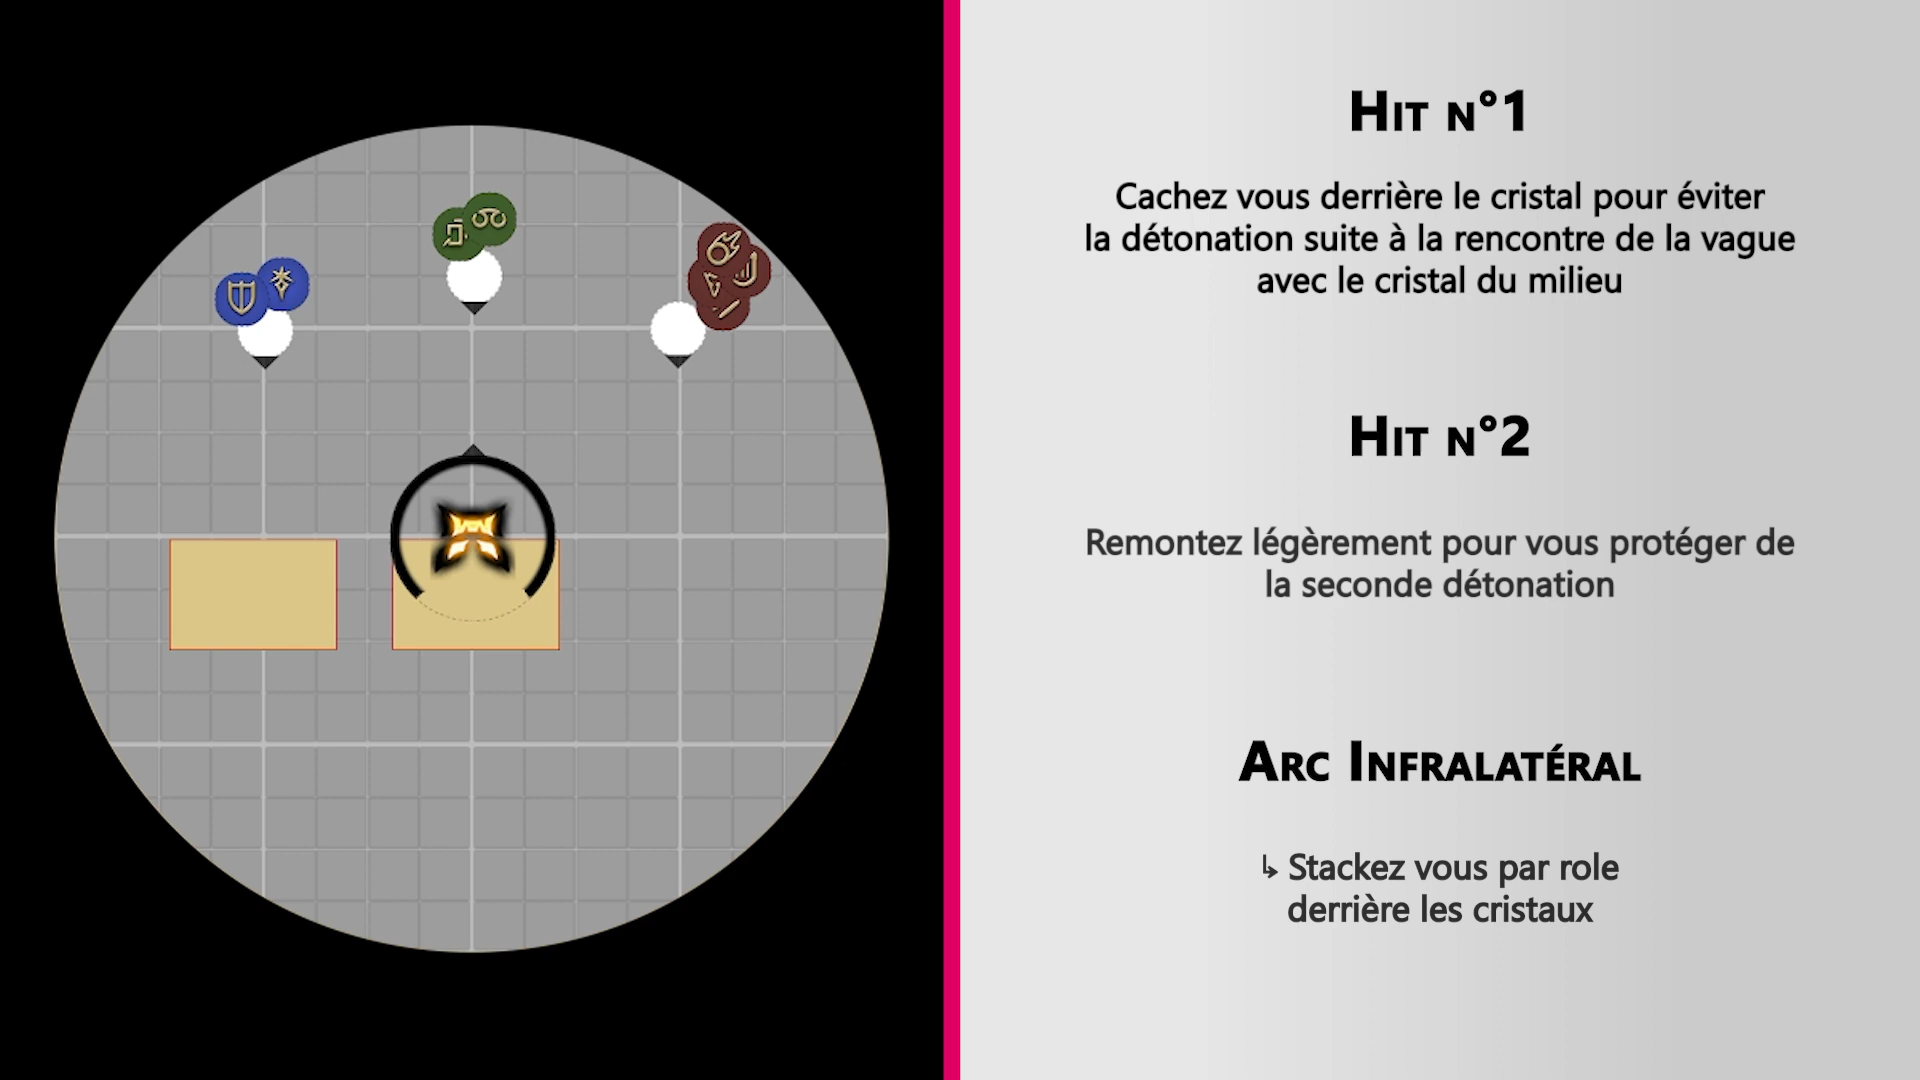 Hit n°1
Cachez vous derrière le cristal pour éviter
la détonation suite à la rencontre de la vague
avec le cristal du milieu
Hit n°2
Remontez légèrement pour vous protéger de
la seconde détonation
Arc Infralatéral
↳ Stackez vous par role
derrière les cristaux